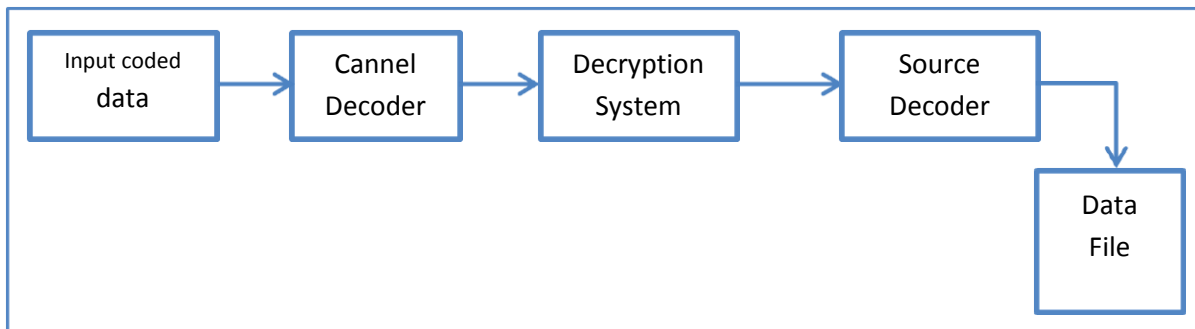 Input coded
data
Cannel
Decoder
Decryption
System
Source
Decoder
Data
File